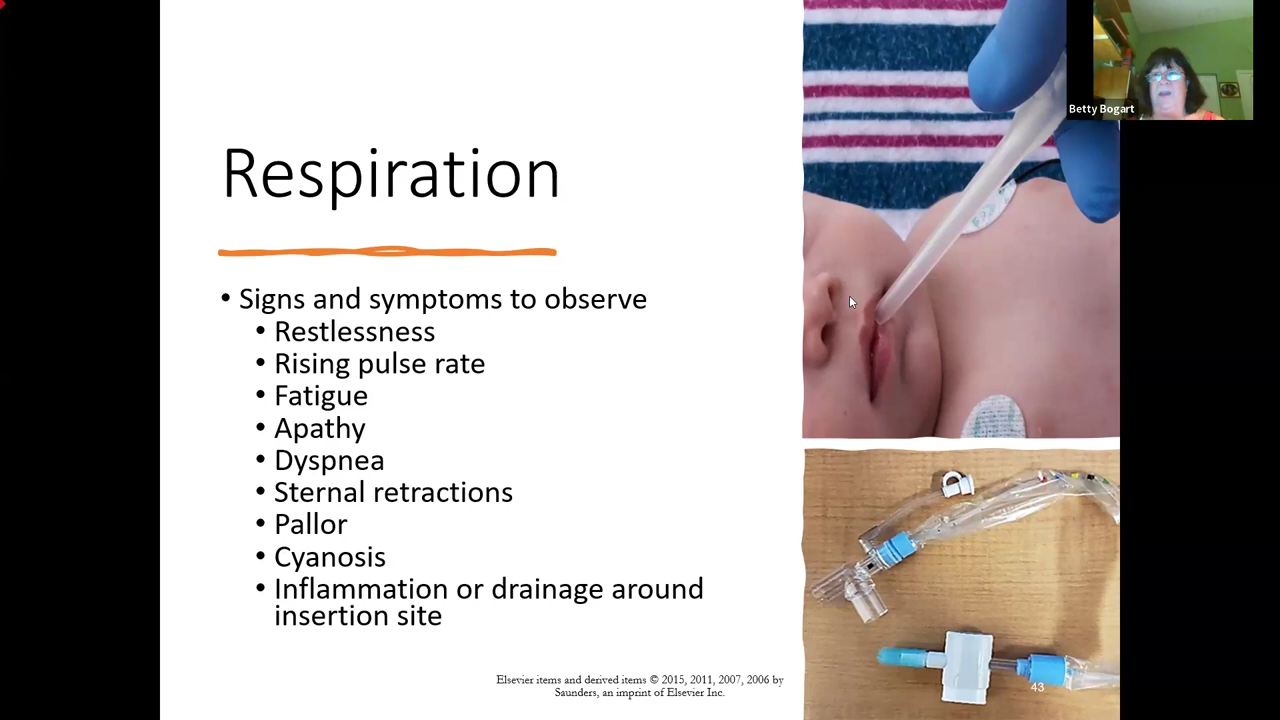 Betty Bogart
Respiration
• Signs and symptoms to observe
• Restlessness
• Rising pulse rate
• Fatigue
• Apathy
• Dyspnea
• Sternal retractions
• Pallor
• Cyanosis
• Inflammation or drainage around
insertion site
Elsevier items and derived items © 2015, 2011, 2007, 2006 by
Saunders, an imprint of Elsevier Inc.
43